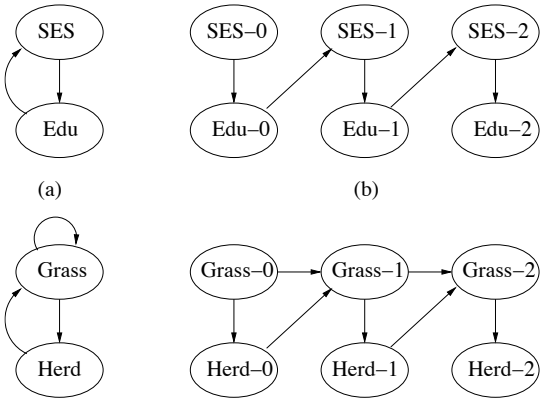 SES SES–0 SES–1 SES–2
Edu Edu–0 Edu–1 Edu–2
(a) (b)
Grass Grass–0 Grass–1 Grass–2
Herd Herd–0 Herd–1 Herd–2